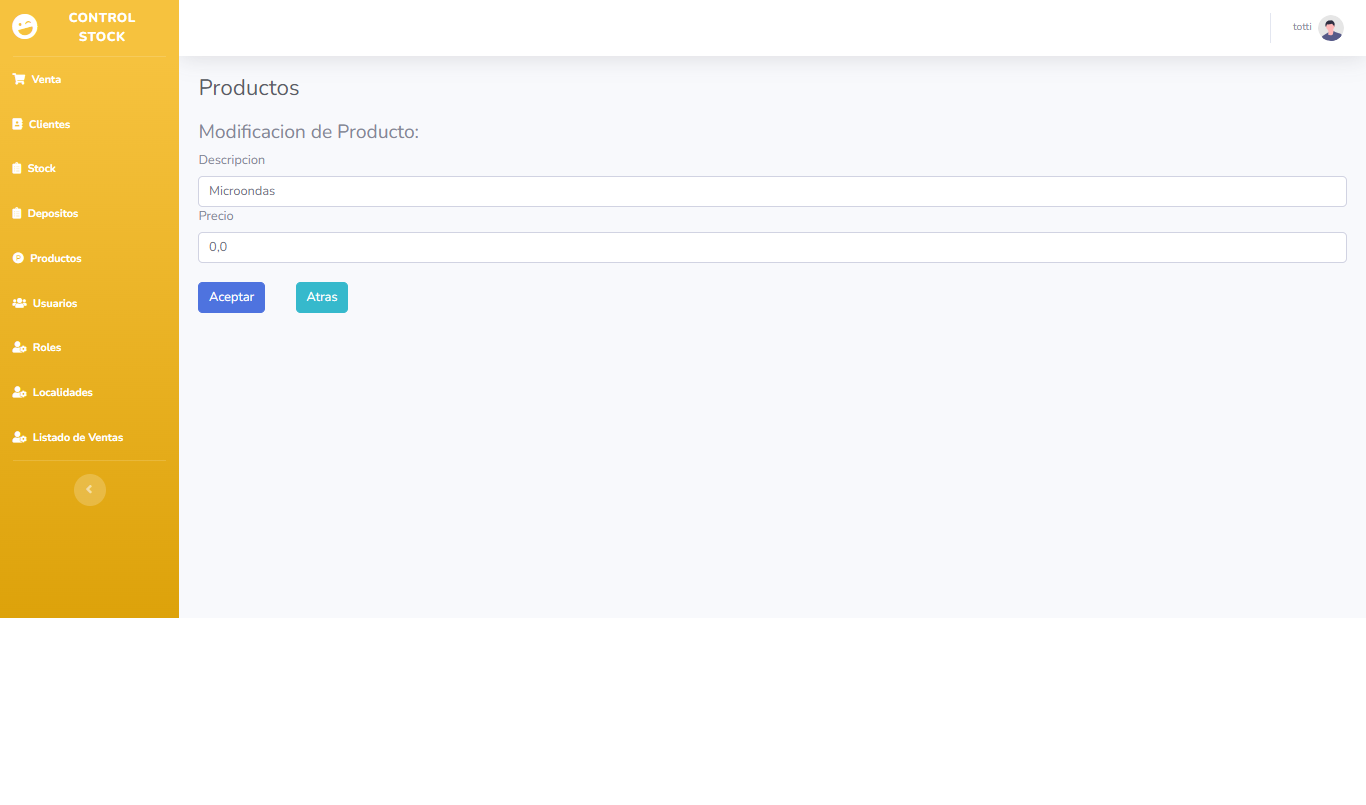 CONTROL
STOCK
totti
Venta
Clientes
Stock
Depositos
Productos
Usuarios
Roles
Localidades
Listado de Ventas
Productos
Modificacion de Producto:
Descripcion
Microondas
Precio
0,0
Aceptar
Atras